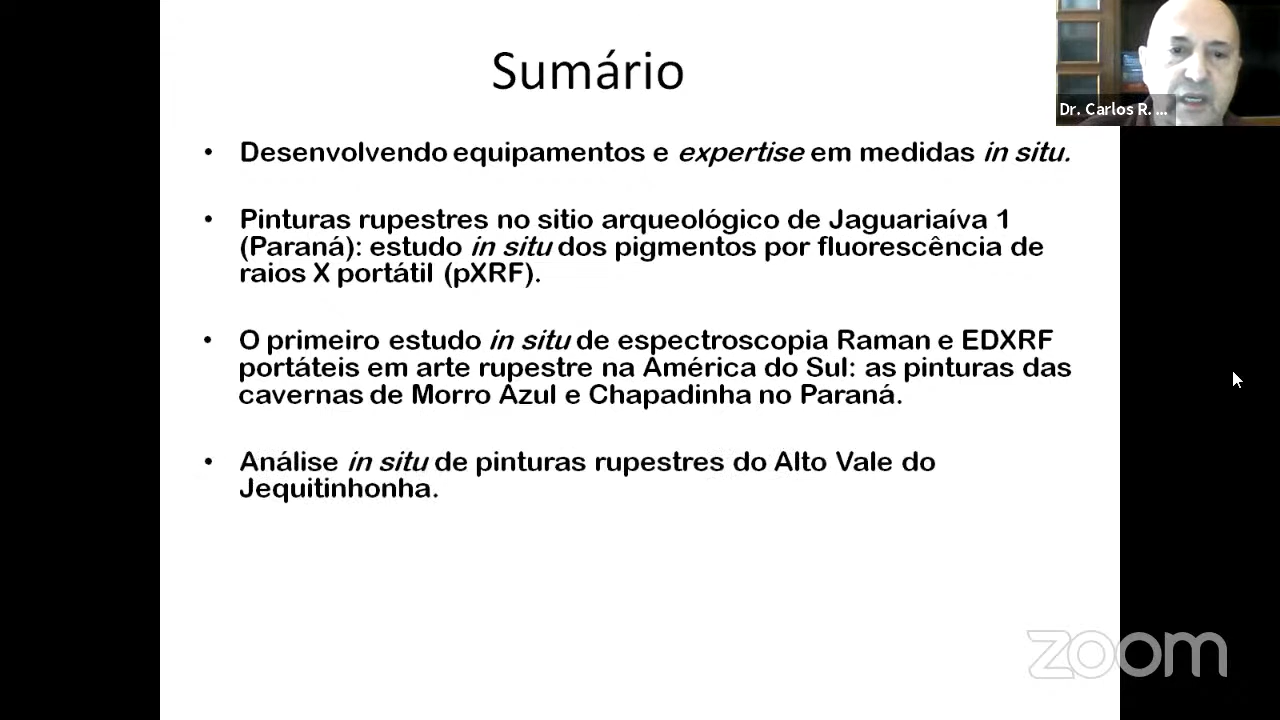 Sumário
Dr. Carlos R. ...
• Desenvolvendo equipamentos e expertise em medidas in situ.
• Pinturas rupestres no sitio arqueológico de Jaguariaíva 1
(Paraná): estudo in situ dos pigmentos por fluorescência de
raios X portátil (pXRF).
• O primeiro estudo in situ de espectroscopia Raman e EDXRF
portáteis em arte rupestre na América do Sul: as pinturas das
cavernas de Morro Azul e Chapadinha no Paraná.
• Análise in situ de pinturas rupestres do Alto Vale do
Jequitinhonha.
zoom